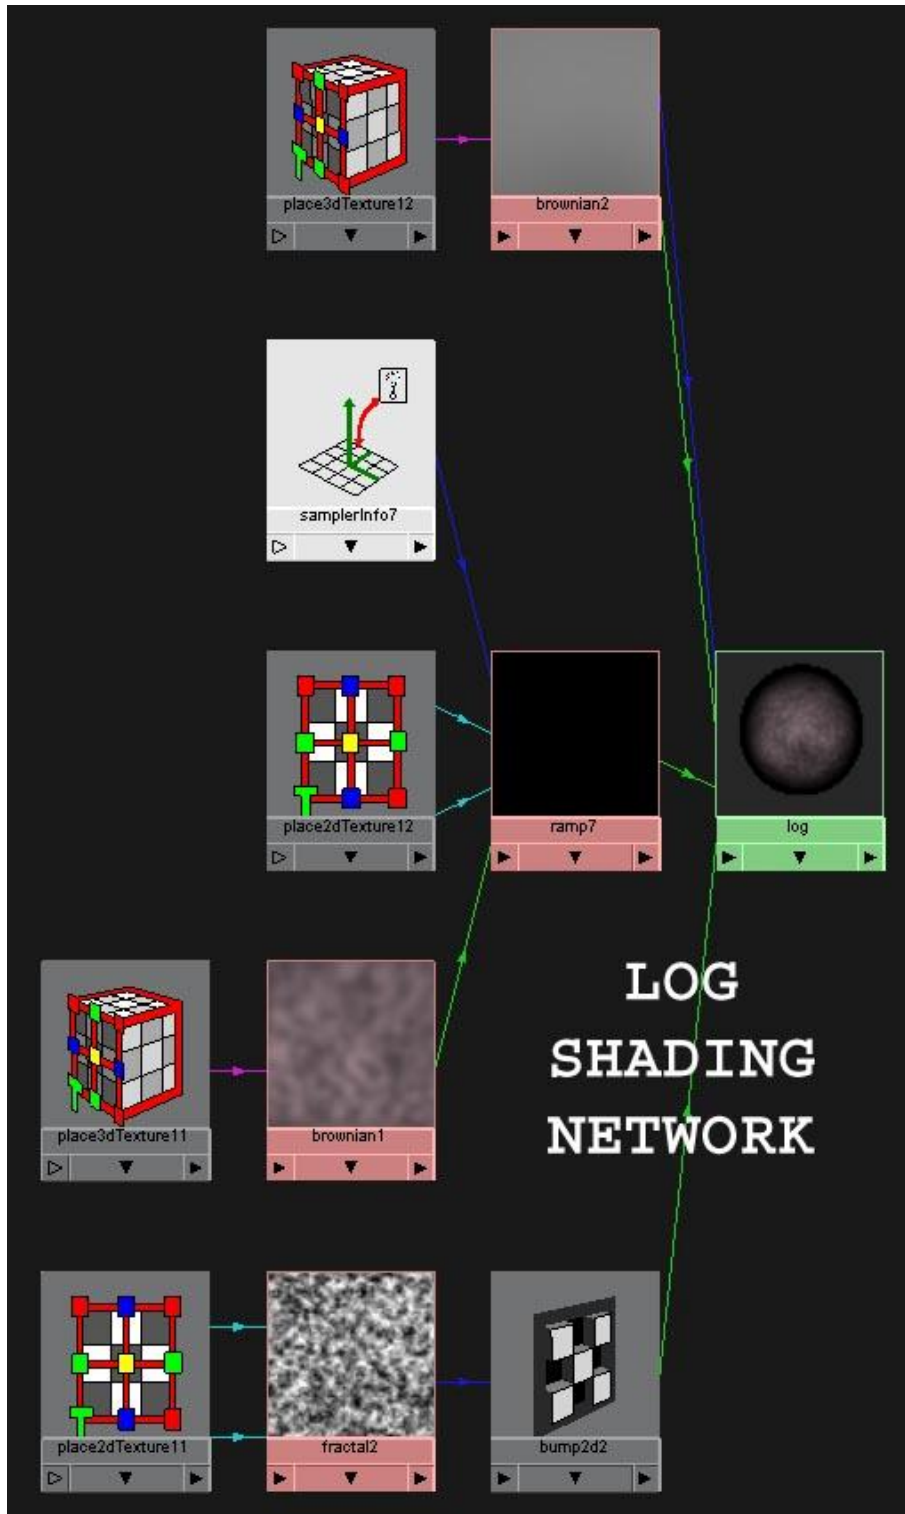 place3dTexture12
brownian2
samplerInfo7
place2dTexture12
ramp7
log
LOG
SHADING
NETWORK
place3dTexture11
brownian1
place2dTexture11
fractal2
bump2d2